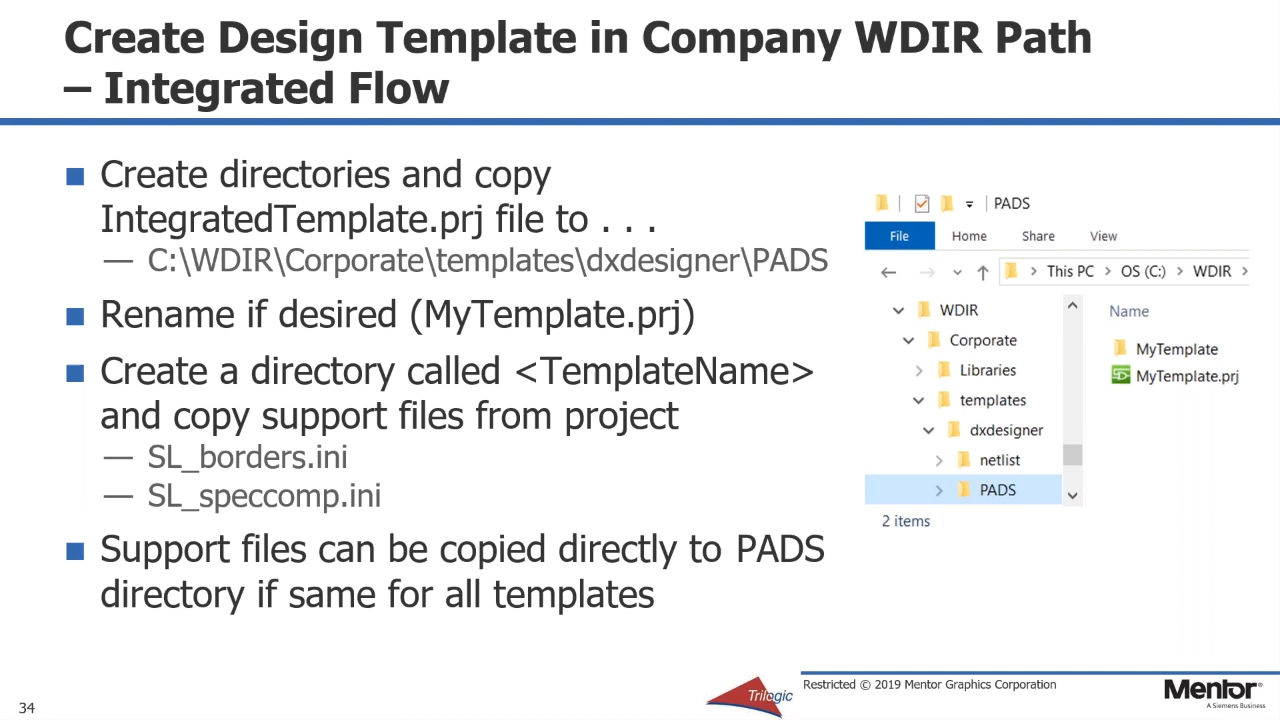 Create Design Template in Company WDIR Path
– Integrated Flow
Create directories and copy
IntegratedTemplate.prj file to . . .
— C:\WDIR\Corporate\templates\dxdesigner\PADS
Rename if desired (MyTemplate.prj)
Create a directory called <TemplateName>
and copy support files from project
— SL_borders.ini
— SL_speccomp.ini
Support files can be copied directly to PADS
directory if same for all templates
PADS
File Home Share View
This PC > OS (C:) > WDIR >
WDIR
Corporate
Libraries
templates
dxdesigner
netlist
PADS
2 items
Name
MyTemplate
MyTemplate.prj
34
Trilogic
Restricted © 2019 Mentor Graphics Corporation
Mentor®
A Siemens Business